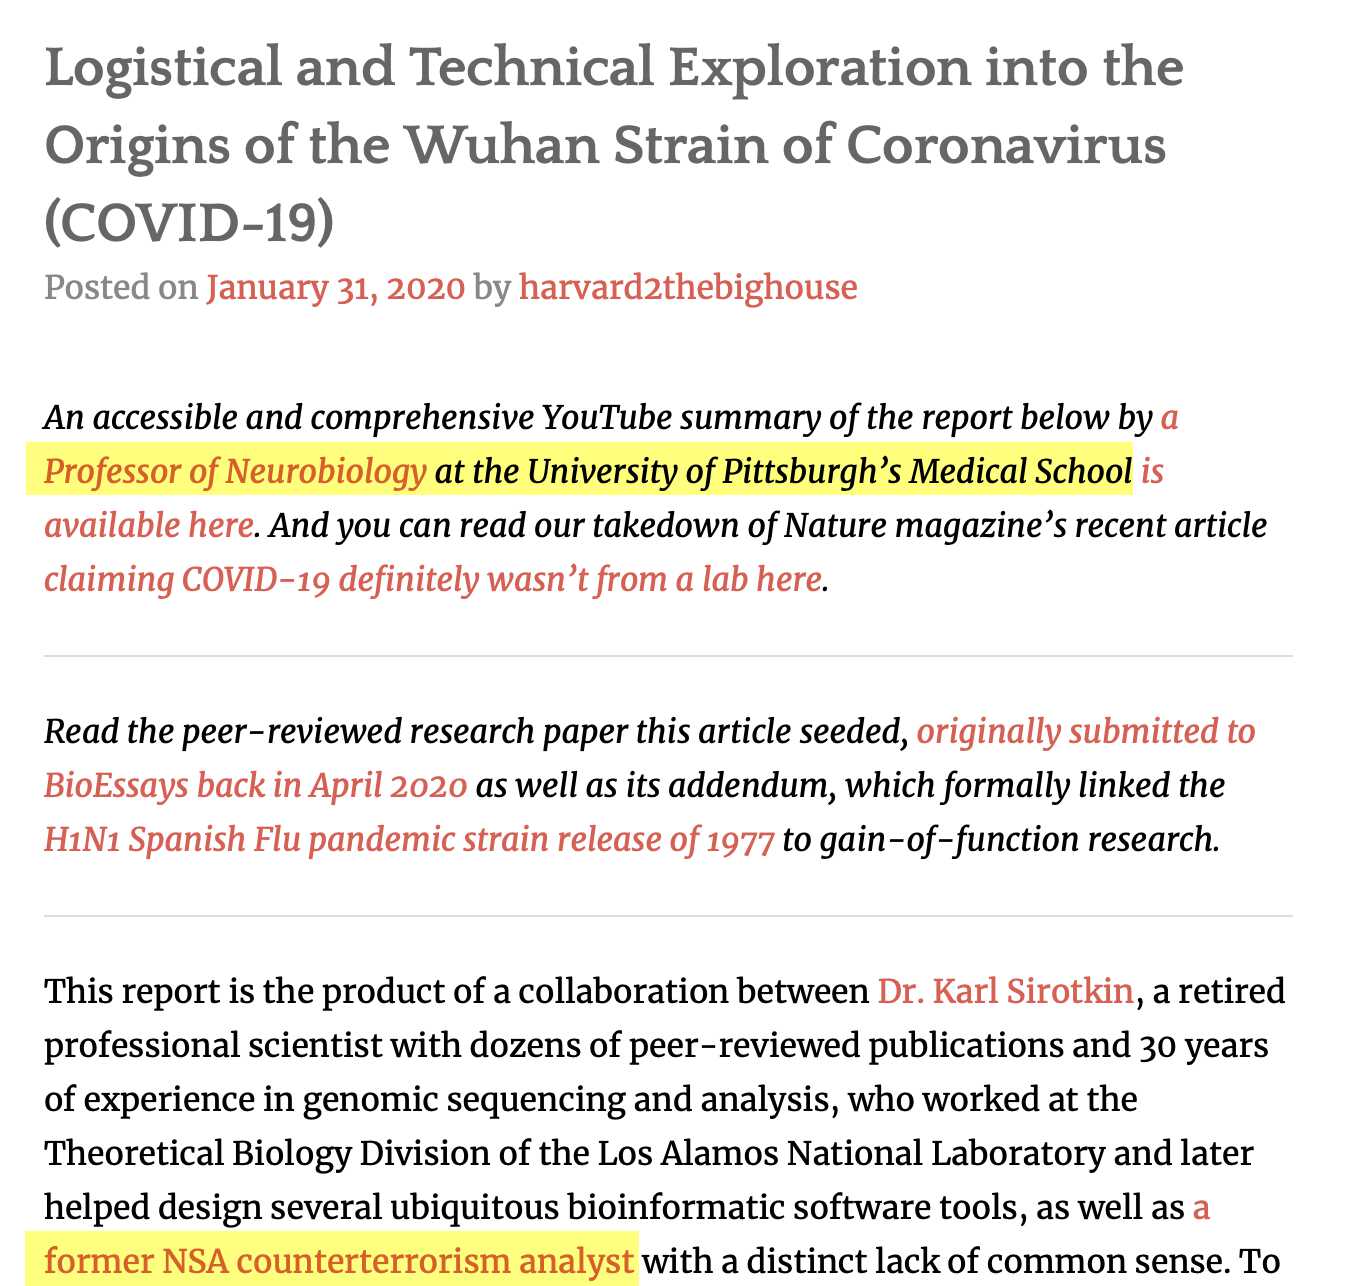 Logistical and Technical Exploration into the
Origins of the Wuhan Strain of Coronavirus
(COVID-19)
Posted on January 31, 2020 by harvard2thebighouse
An accessible and comprehensive YouTube summary of the report below by a
Professor of Neurobiology at the University of Pittsburgh’s Medical School is
available here. And you can read our takedown of Nature magazine’s recent article
claiming COVID-19 definitely wasn’t from a lab here.
Read the peer-reviewed research paper this article seeded, originally submitted to
BioEssays back in April 2020 as well as its addendum, which formally linked the
H1N1 Spanish Flu pandemic strain release of 1977 to gain-of-function research.
This report is the product of a collaboration between Dr. Karl Sirotkin, a retired
professional scientist with dozens of peer-reviewed publications and 30 years
of experience in genomic sequencing and analysis, who worked at the
Theoretical Biology Division of the Los Alamos National Laboratory and later
helped design several ubiquitous bioinformatic software tools, as well as a
former NSA counterterrorism analyst with a distinct lack of common sense. To